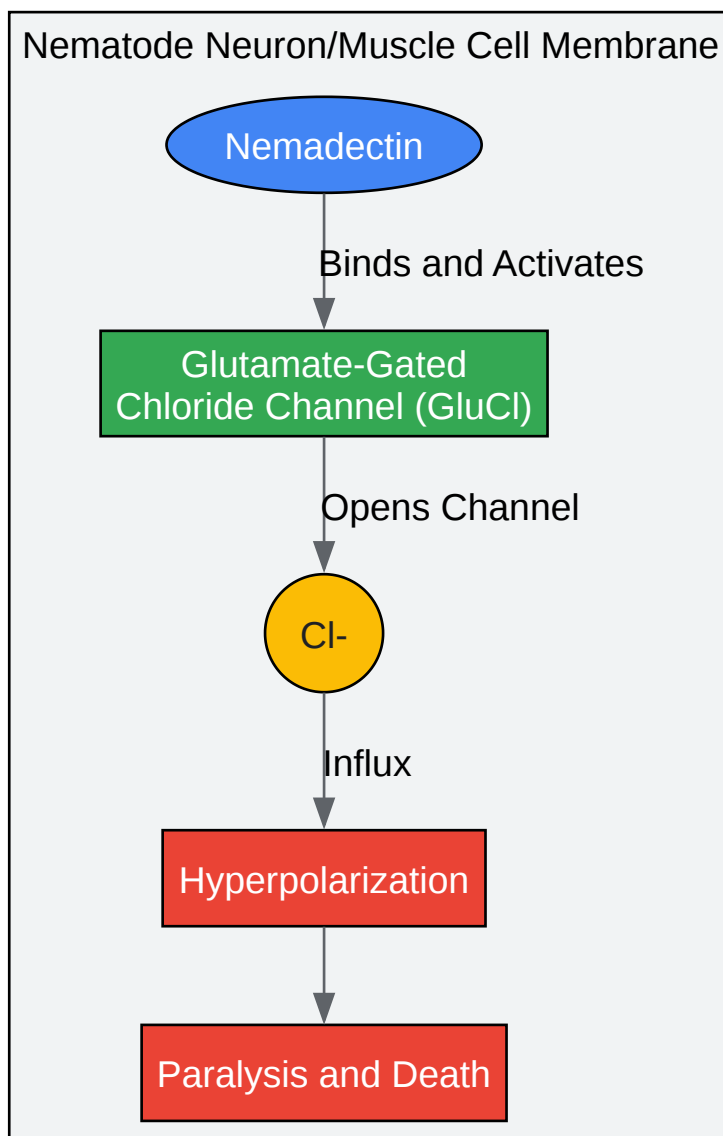 Nematode Neuron/Muscle Cell Membrane
Nemadectin
Binds and Activates
Glutamate-Gated
Chloride Channel (GluCl)
Opens Channel
Cl-
Influx
Hyperpolarization
Paralysis and Death